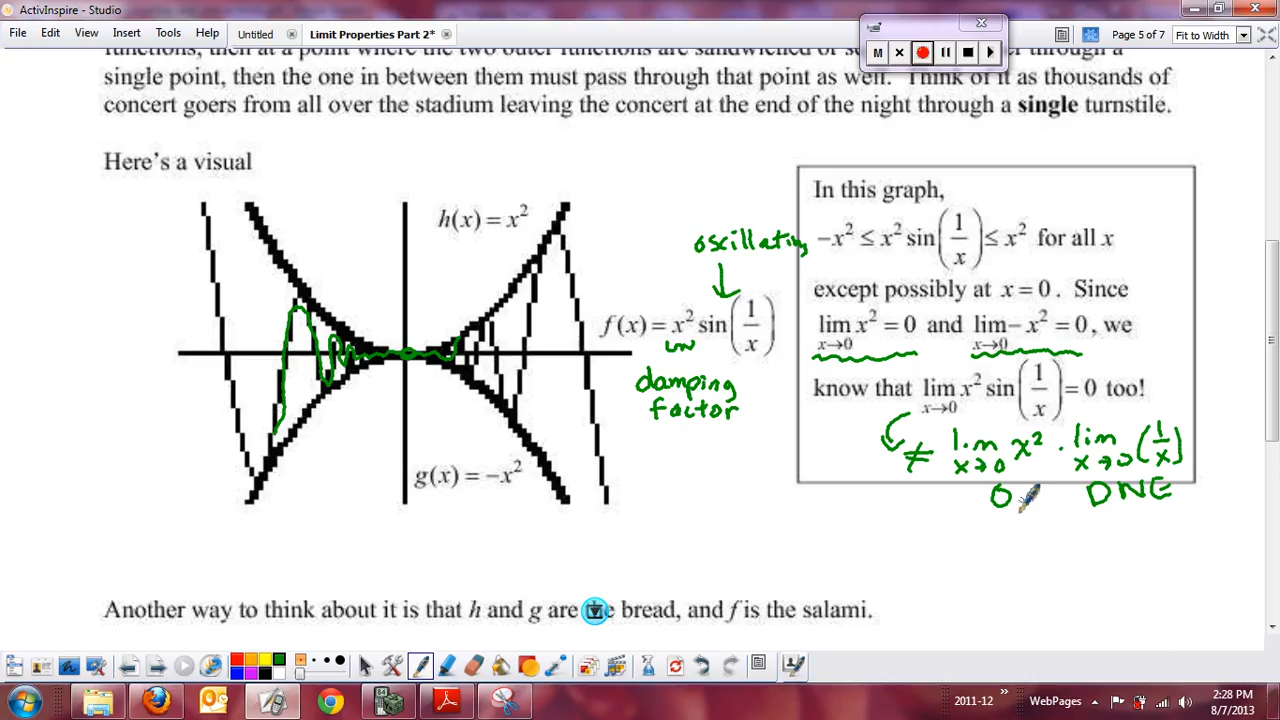 ActivInspire - Studio
File Edit View Insert Tools Help Untitled Limit Properties Part 2* Page 5 of 7 Fit to Width
M
single point, then the one in between them must pass through that point as well. Think of it as thousands of
concert goers from all over the stadium leaving the concert at the end of the night through a single turnstile.
Here's a visual
h(x) = x²
oscillating
f(x) = x² sin(1/x)
damping
factor
g(x) = −x²
In this graph,
−x² ≤ x² sin(1/x) ≤ x² for all x
except possibly at x = 0. Since
lim x→0 x² = 0 and lim x→0 −x² = 0, we
know that lim x→0 x² sin(1/x) = 0 too!
≠ lim x→0 x² · lim x→0 (1/x)
0 DNE
Another way to think about it is that h and g are the bread, and f is the salami.
2011-12 WebPages 2:28 PM
8/7/2013